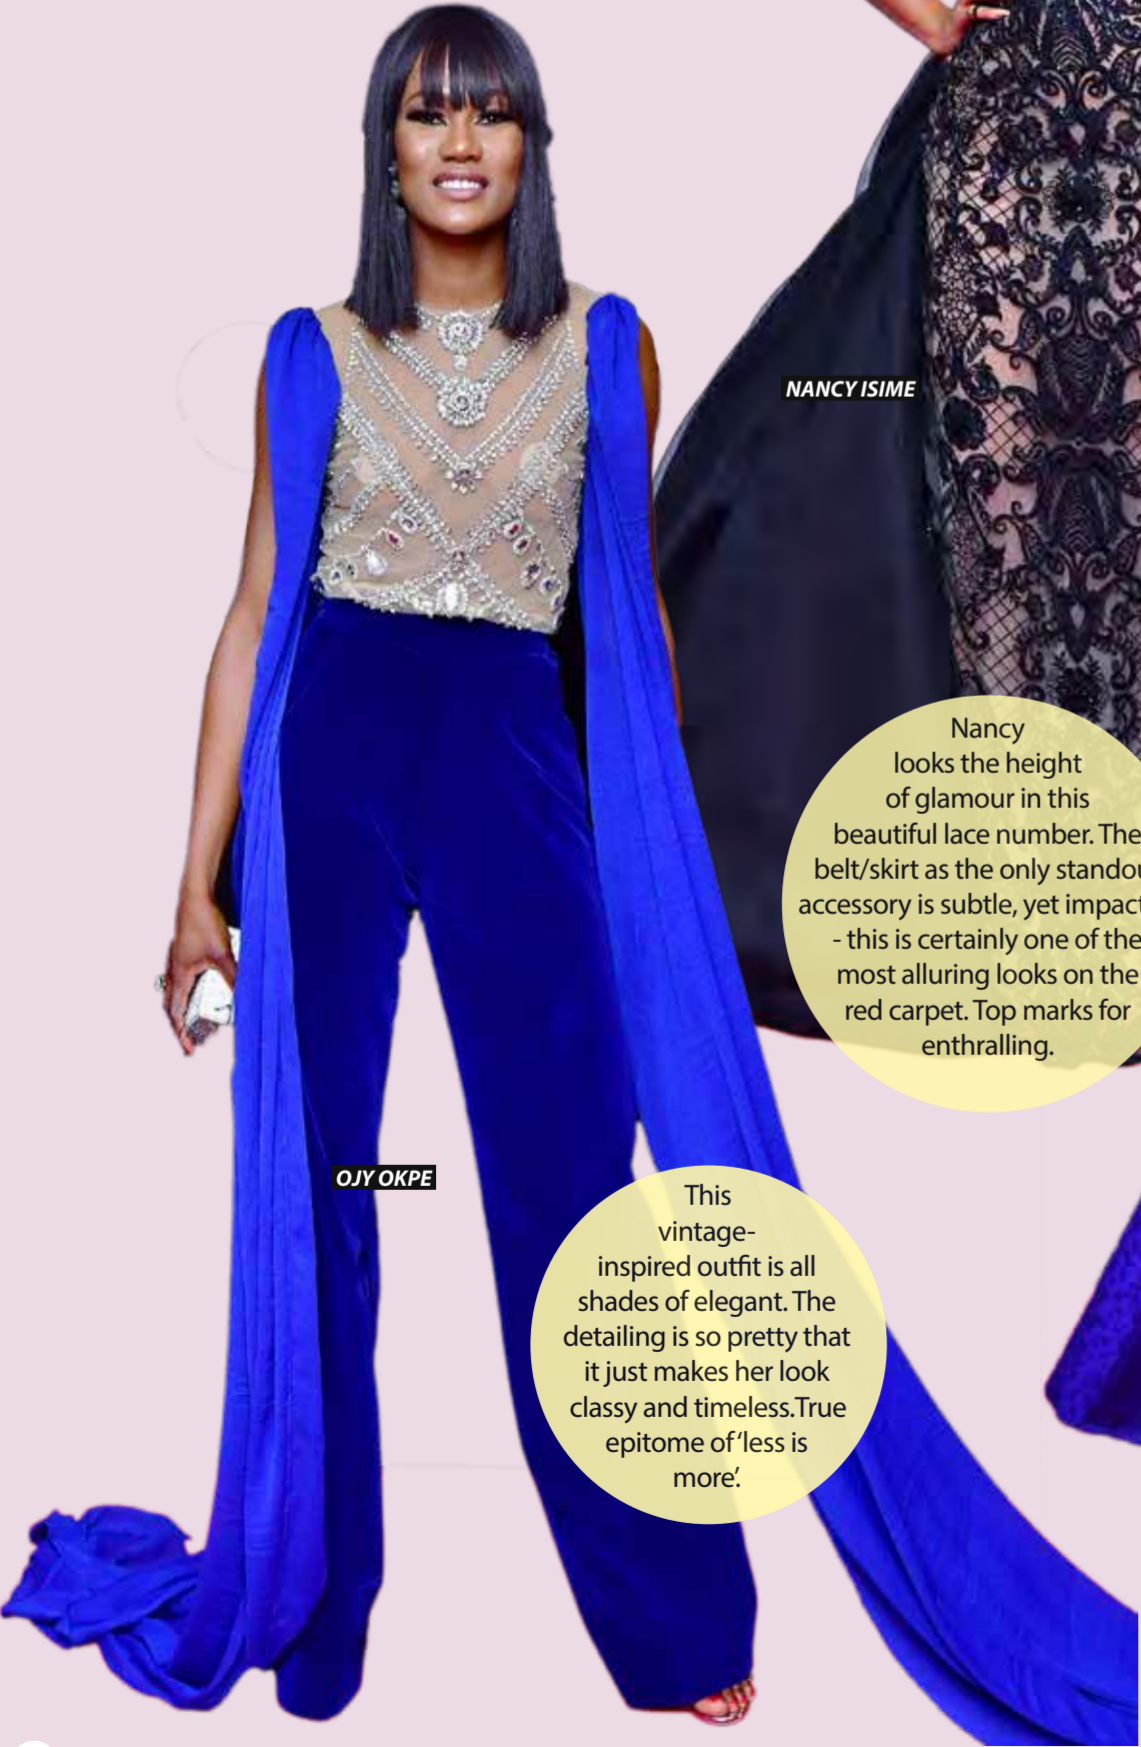 NANCY ISIME
Nancy
looks the height
of glamour in this
beautiful lace number. The
belt/skirt as the only standou
accessory is subtle, yet impact
- this is certainly one of the
most alluring looks on the
red carpet. Top marks for
enthralling.
OJY OKPE
This
vintage-
inspired outfit is all
shades of elegant. The
detailing is so pretty that
it just makes her look
classy and timeless.True
epitome of ‘less is
more’.